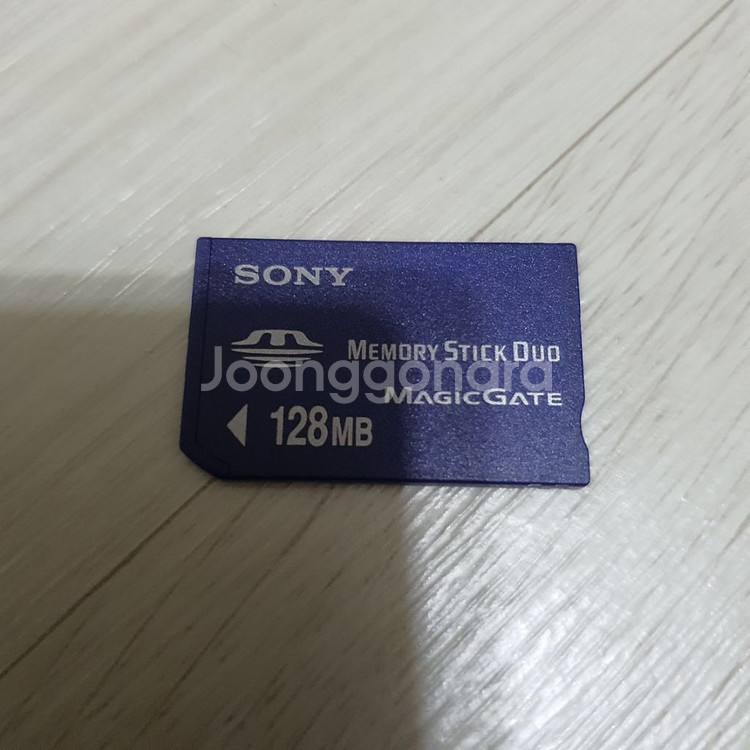 SONY
MEMORY STICK DUO
Joonggonara
MAGICGATE
128MB